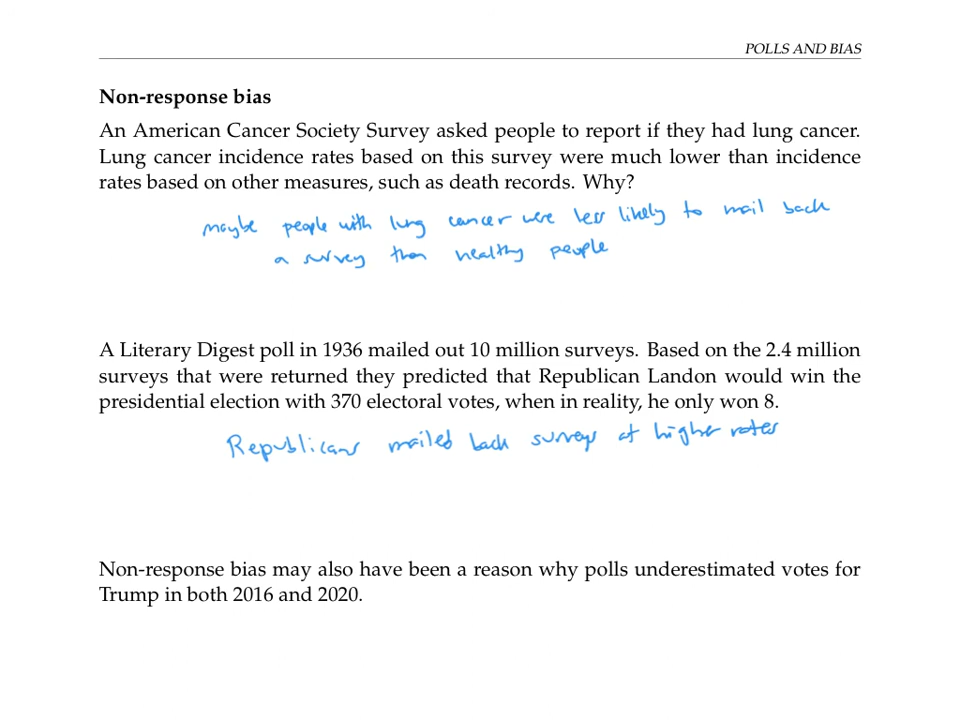 POLLS AND BIAS
Non-response bias
An American Cancer Society Survey asked people to report if they had lung cancer.
Lung cancer incidence rates based on this survey were much lower than incidence
rates based on other measures, such as death records. Why?
maybe people with lung cancer were less likely to mail back
a survey than healthy people
A Literary Digest poll in 1936 mailed out 10 million surveys. Based on the 2.4 million
surveys that were returned they predicted that Republican Landon would win the
presidential election with 370 electoral votes, when in reality, he only won 8.
Republicans mailed back surveys at higher rates
Non-response bias may also have been a reason why polls underestimated votes for
Trump in both 2016 and 2020.